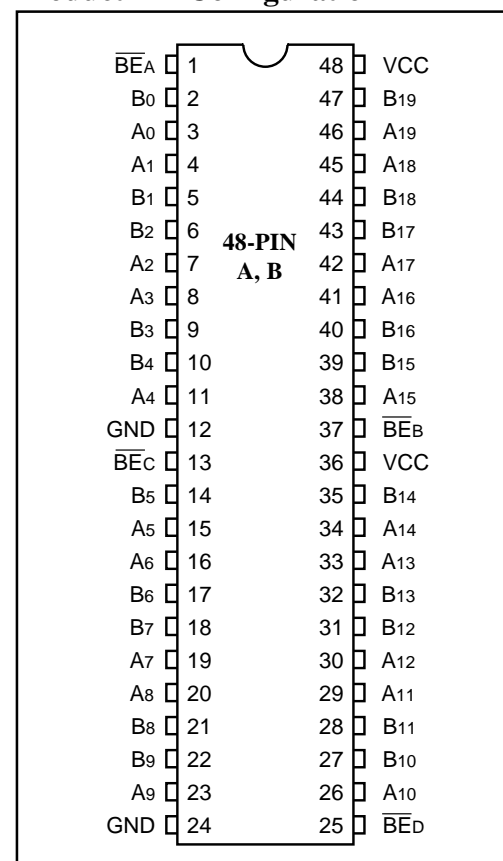 Product Pin Configuration
BEA 1 48 VCC
B0 2 47 B19
A0 3 46 A19
A1 4 45 A18
B1 5 44 B18
B2 6 43 B17
48-PIN
A2 7 42 A17
A, B
A3 8 41 A16
B3 9 40 B16
B4 10 39 B15
A4 11 38 A15
GND 12 37 BEB
BEC 13 36 VCC
B5 14 35 B14
A5 15 34 A14
A6 16 33 A13
B6 17 32 B13
B7 18 31 B12
A7 19 30 A12
A8 20 29 A11
B8 21 28 B11
B9 22 27 B10
A9 23 26 A10
GND 24 25 BED